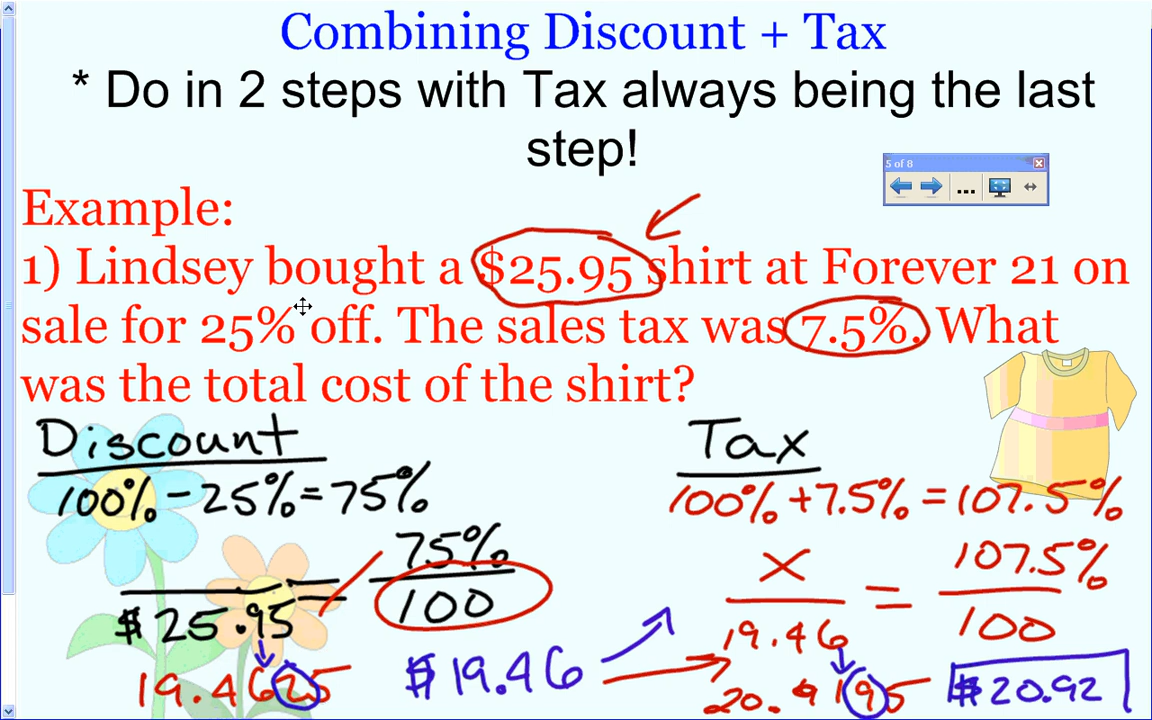 Combining Discount + Tax
* Do in 2 steps with Tax always being the last
step!
5 of 8
Example:
1) Lindsey bought a $25.95 shirt at Forever 21 on
sale for 25% off. The sales tax was 7.5%. What
was the total cost of the shirt?
Discount
100% - 25% = 75%
75%
=
$25.95
100
19.4625
$19.46
Tax
100% + 7.5% = 107.5%
x
107.5%
=
19.46
100
20.9195
$20.92